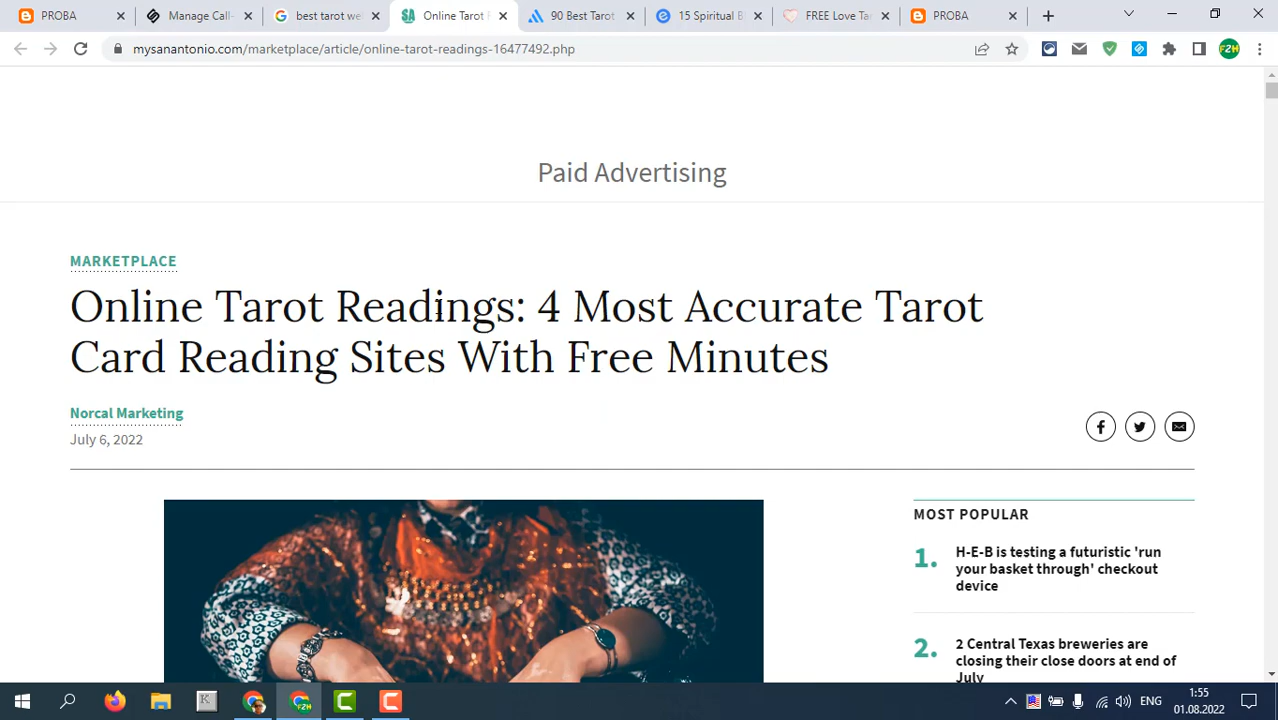 PROBA
Manage Call-
best tarot we
Online Tarot
90 Best Tarot
15 Spiritual B
FREE Love Ta
PROBA
mysanantonio.com/marketplace/article/online-tarot-readings-16477492.php
Paid Advertising
MARKETPLACE
Online Tarot Readings: 4 Most Accurate Tarot
Card Reading Sites With Free Minutes
Norcal Marketing
July 6, 2022
MOST POPULAR
1. H-E-B is testing a futuristic 'run
your basket through' checkout
device
2. 2 Central Texas breweries are
closing their close doors at end of
July
ENG
1:55
01.08.2022